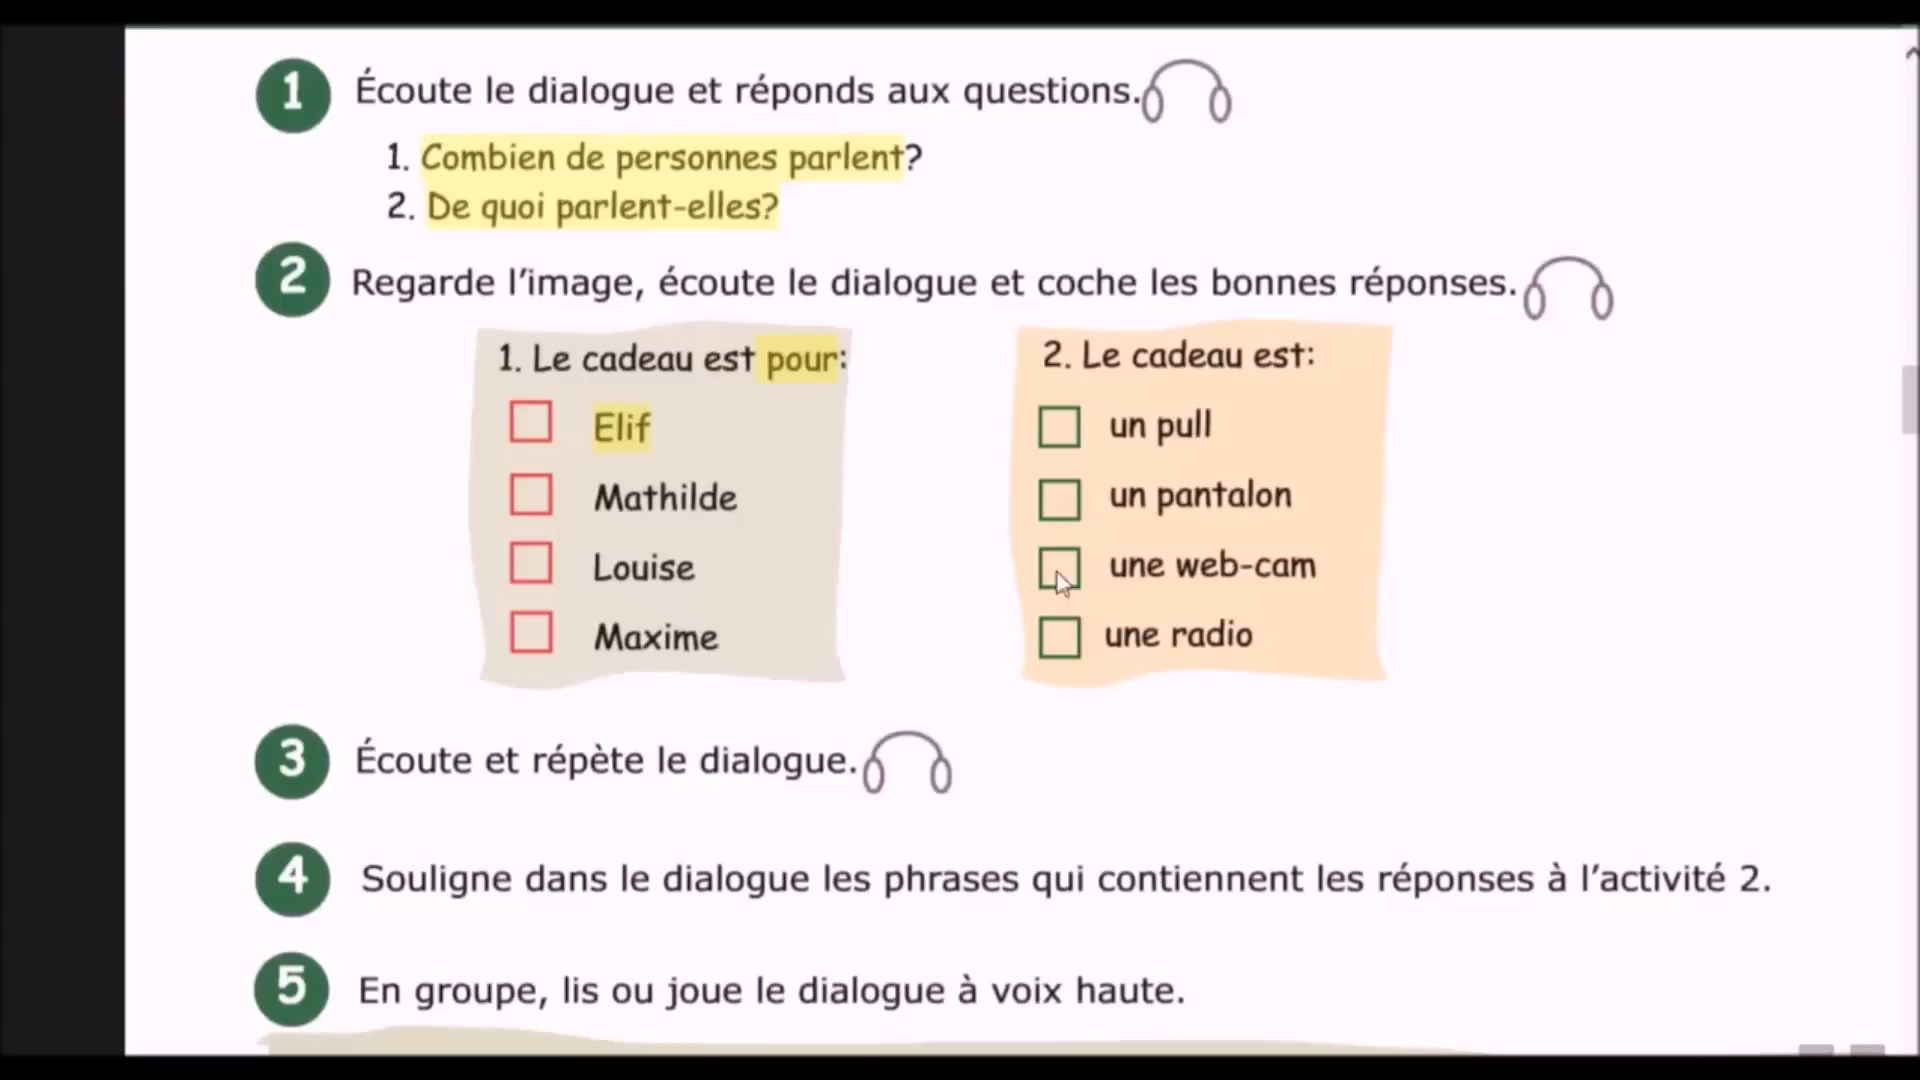 1 Écoute le dialogue et réponds aux questions.
1. Combien de personnes parlent?
2. De quoi parlent-elles?
2 Regarde l'image, écoute le dialogue et coche les bonnes réponses.
1. Le cadeau est pour:
Elif
Mathilde
Louise
Maxime
2. Le cadeau est:
un pull
un pantalon
une web-cam
une radio
3 Écoute et répète le dialogue.
4 Souligne dans le dialogue les phrases qui contiennent les réponses à l'activité 2.
5 En groupe, lis ou joue le dialogue à voix haute.